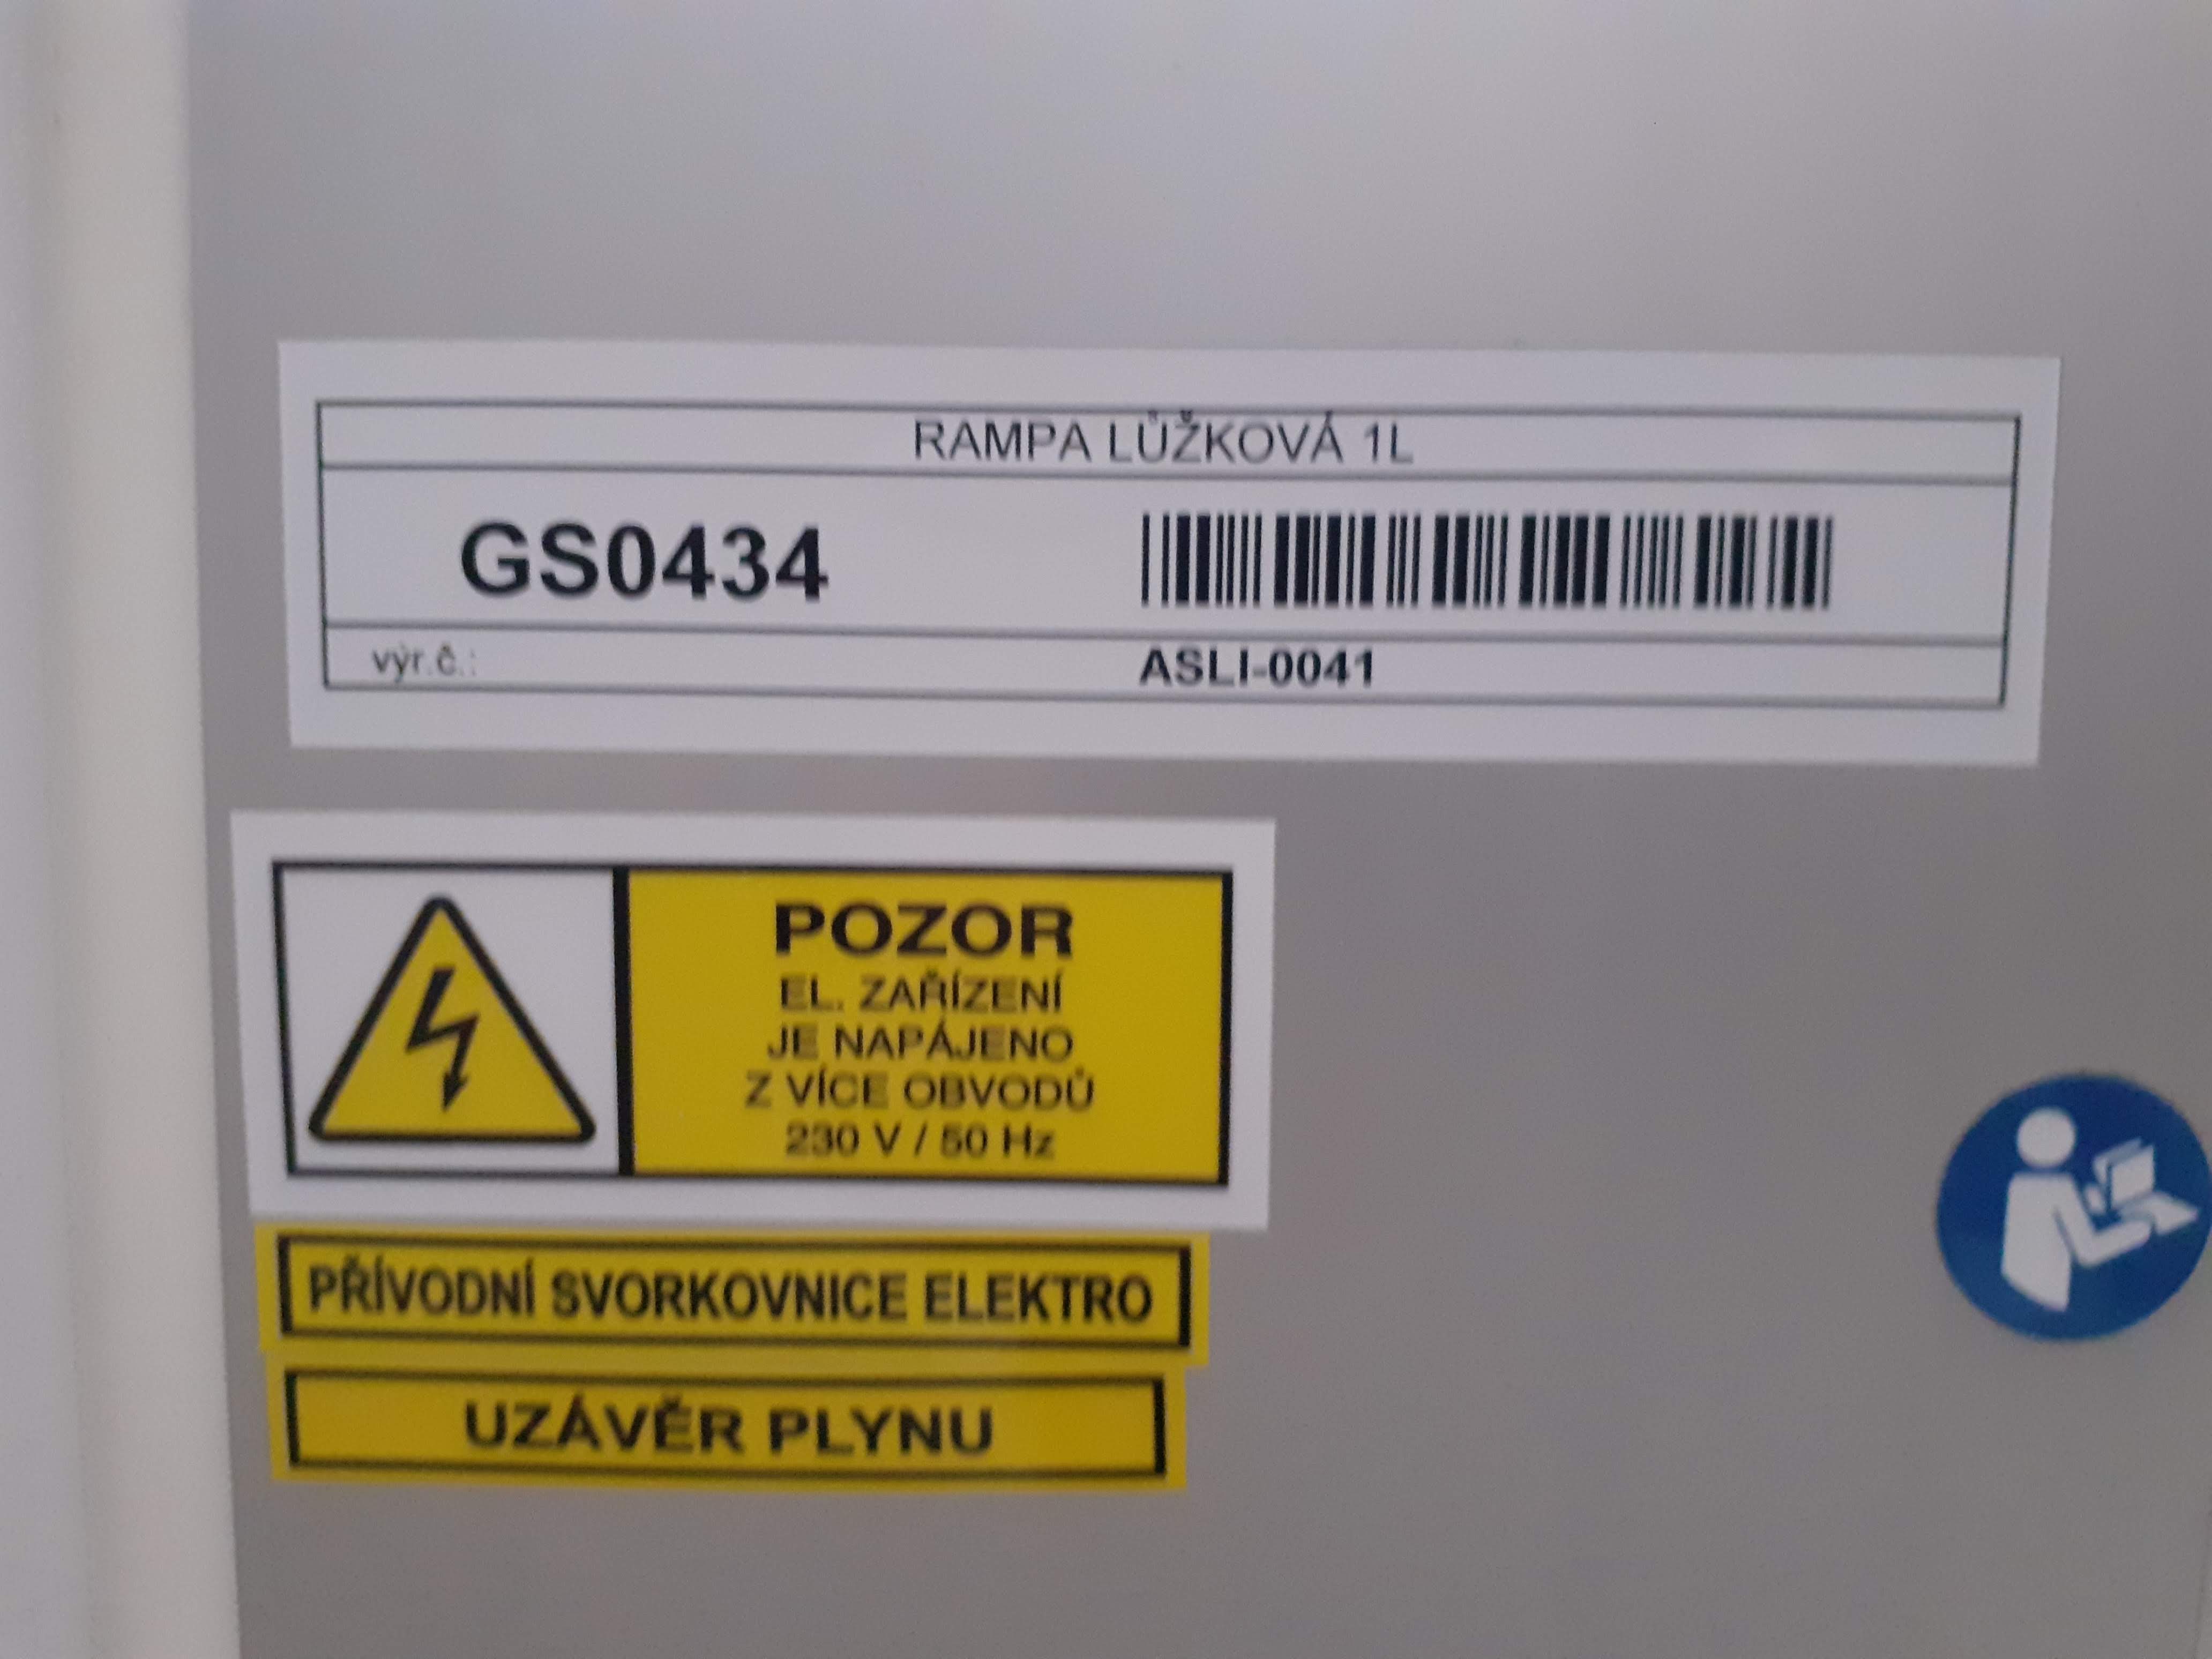 RAMPA LŮŽKOVÁ 1L
GS0434
výr.č.: ASLI-0041
POZOR
EL. ZAŘÍZENÍ
JE NAPÁJENO
Z VÍCE OBVODŮ
230 V / 50 Hz
PŘÍVODNÍ SVORKOVNICE ELEKTRO
UZÁVĚR PLYNU